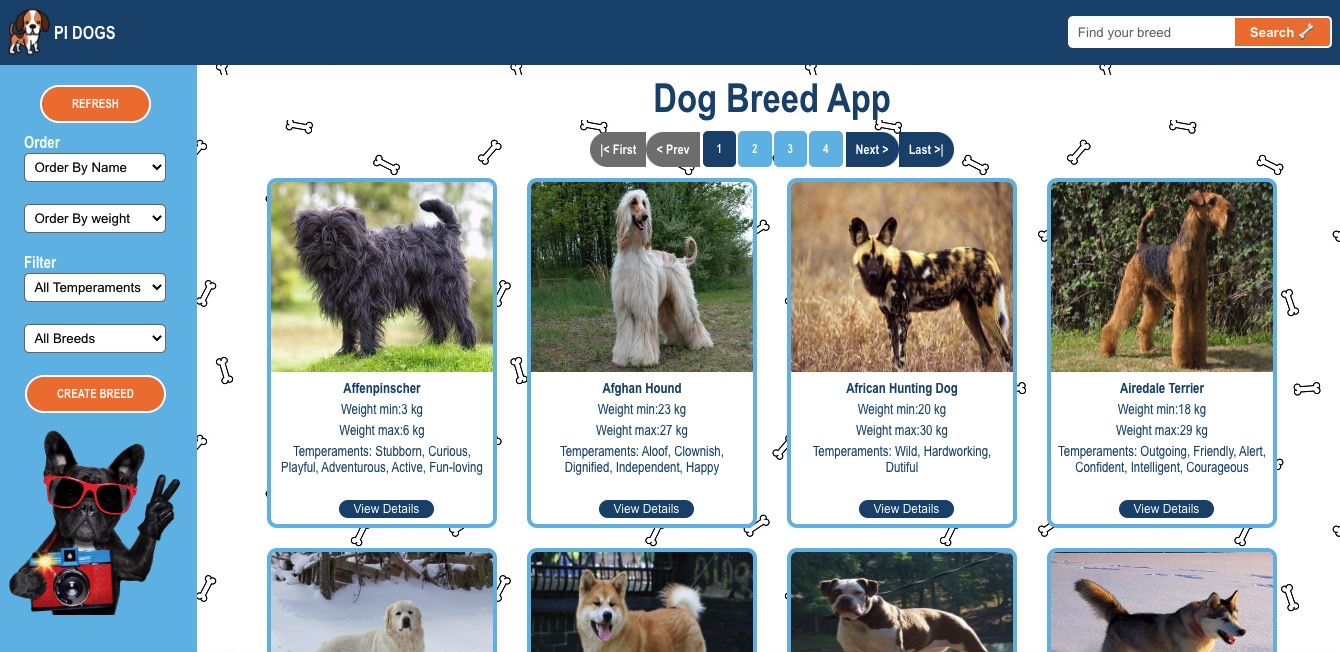 PI DOGS
Find your breed
Search
REFRESH
Order
Order By Name
Order By weight
Filter
All Temperaments
All Breeds
CREATE BREED
Dog Breed App
|< First < Prev 1 2 3 4 Next > Last >|
Affenpinscher
Weight min:3 kg
Weight max:6 kg
Temperaments: Stubborn, Curious,
Playful, Adventurous, Active, Fun-loving
View Details
Afghan Hound
Weight min:23 kg
Weight max:27 kg
Temperaments: Aloof, Clownish,
Dignified, Independent, Happy
View Details
African Hunting Dog
Weight min:20 kg
Weight max:30 kg
Temperaments: Wild, Hardworking,
Dutiful
View Details
Airedale Terrier
Weight min:18 kg
Weight max:29 kg
Temperaments: Outgoing, Friendly, Alert,
Confident, Intelligent, Courageous
View Details